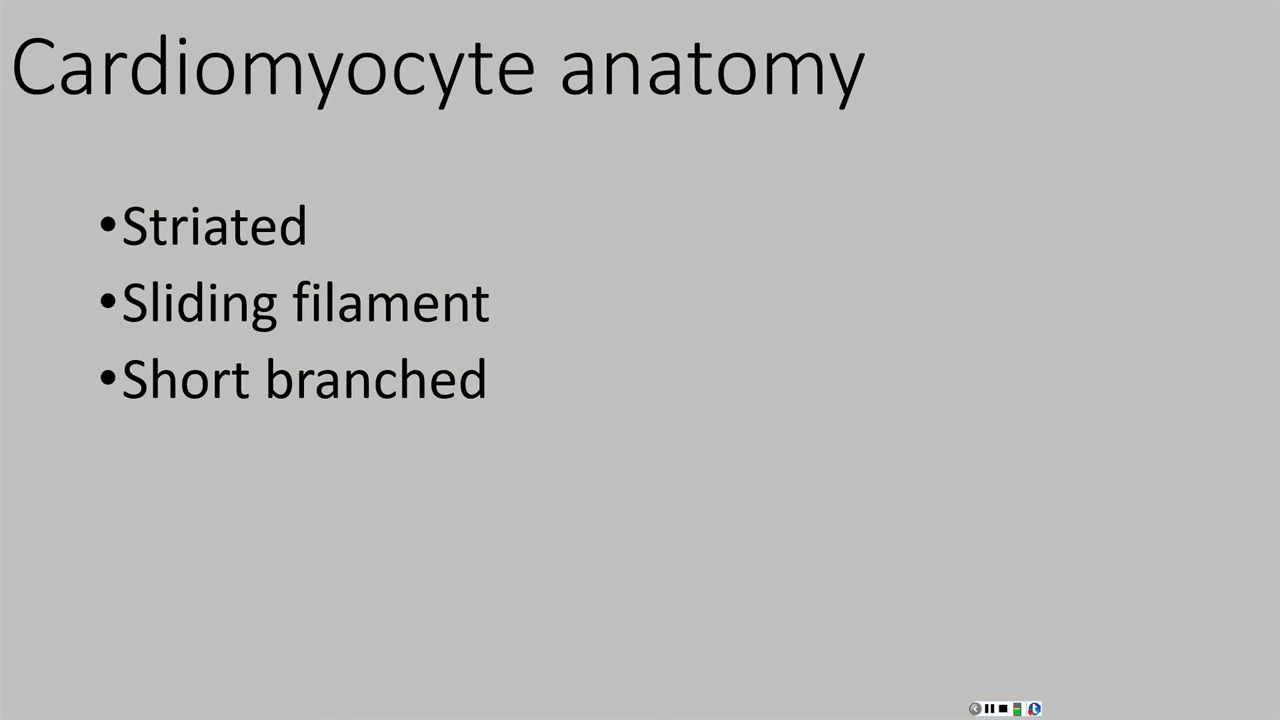 Cardiomyocyte anatomy
•Striated
•Sliding filament
•Short branched